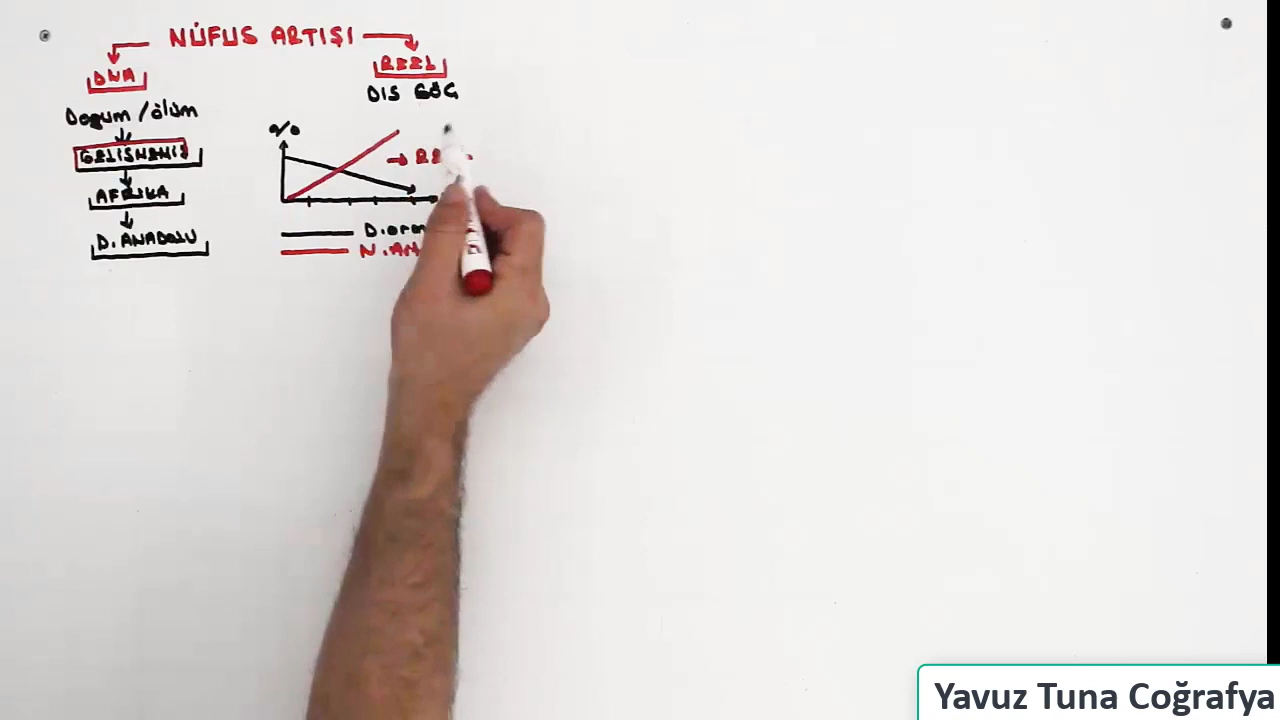 NÜFUS ARTIŞI
DNA
REEL
Doğum / ölüm
DIŞ GÖÇ
%
GELİŞMEMİŞ
AFRİKA
D. ANADOLU
D.
N.
Yavuz Tuna Coğrafya